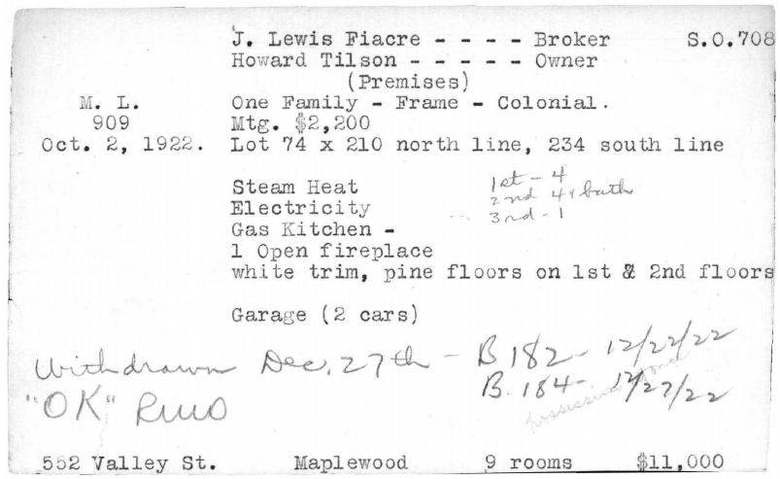 J. Lewis Fiacre - - - - Broker S.O.708
Howard Tilson - - - - - Owner
(Premises)
M. L. One Family - Frame - Colonial.
909 Mtg. $2,200
Oct. 2, 1922. Lot 74 x 210 north line, 234 south line
Steam Heat 1st - 4
Electricity 2nd 4 & bath
Gas Kitchen - 3rd - 1
1 Open fireplace
white trim, pine floors on 1st & 2nd floors
Garage (2 cars)
Withdrawn Dec. 27th - B 182 - 12/22/22
"OK" B. 184 - 12/27/22
552 Valley St. Maplewood 9 rooms $11,000